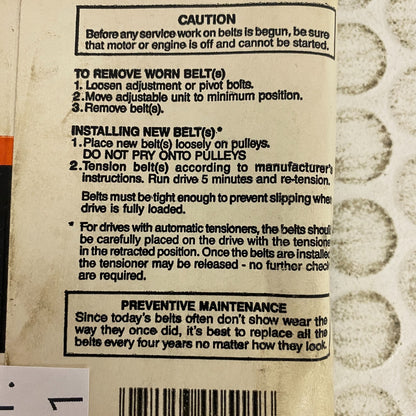 CAUTION
Before any service work on belts is begun, be sure
that motor or engine is off and cannot be started.
TO REMOVE WORN BELT(s)
1. Loosen adjustment or pivot bolts.
2. Move adjustable unit to minimum position.
3. Remove belt(s).
INSTALLING NEW BELT(s)*
1. Place new belt(s) loosely on pulleys.
DO NOT PRY ONTO PULLEYS
2. Tension belt(s) according to manufacturer's
instructions. Run drive 5 minutes and re-tension.
Belts must be tight enough to prevent slipping when
drive is fully loaded.
* For drives with automatic tensioners, the belts shoul
be carefully placed on the drive with the tensione
in the retracted position. Once the belts are installe
the tensioner may be released - no further check
are required.
PREVENTIVE MAINTENANCE
Since today's belts often don't show wear the
way they once did, it's best to replace all the
belts every four years no matter how they look.
1